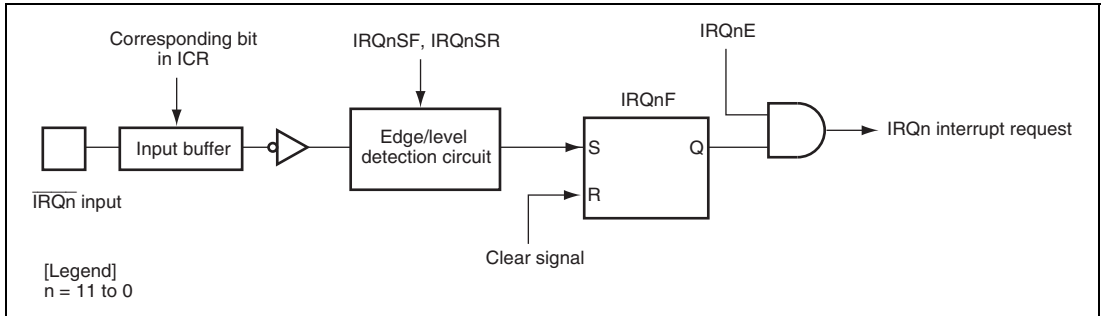 Corresponding bit
in ICR
IRQnSF, IRQnSR
IRQnE
IRQnF
Input buffer
Edge/level
detection circuit
S
Q
R
IRQn interrupt request
I̅R̅Q̅n̅ input
Clear signal
[Legend]
n = 11 to 0